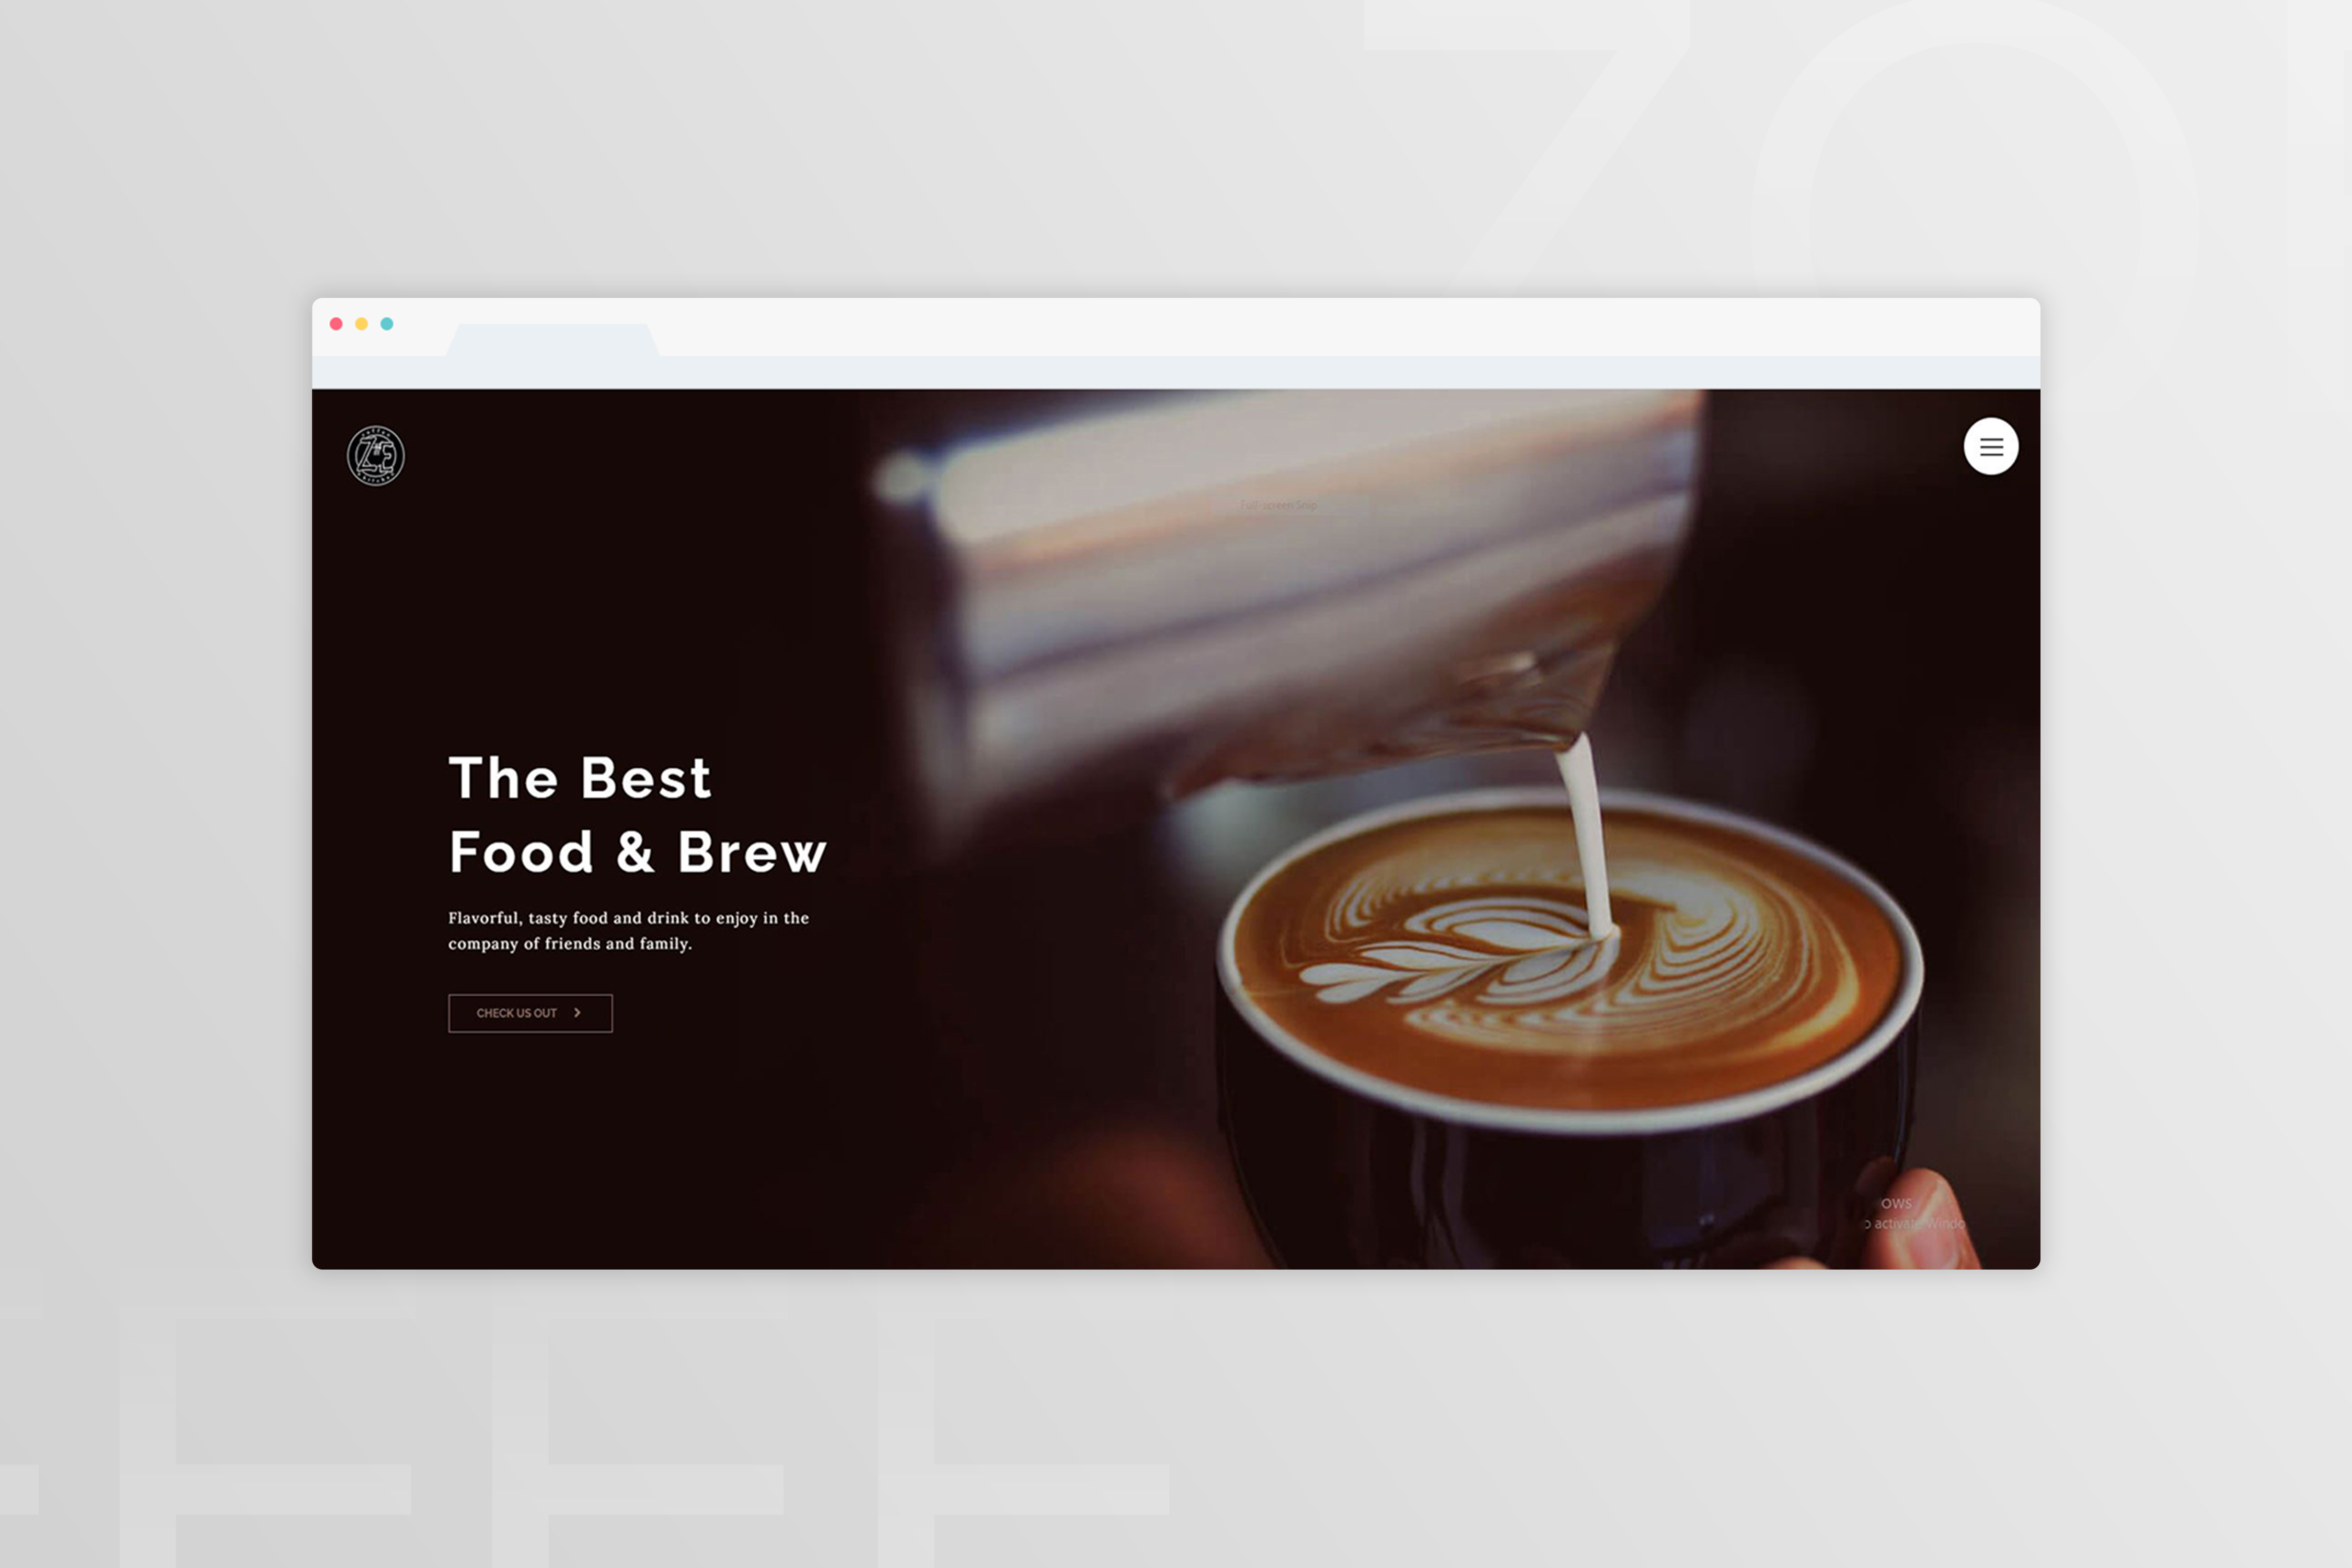 Full-screen Snip
The Best
Food & Brew
Flavorful, tasty food and drink to enjoy in the
company of friends and family.
CHECK US OUT
ows
o activate Windo